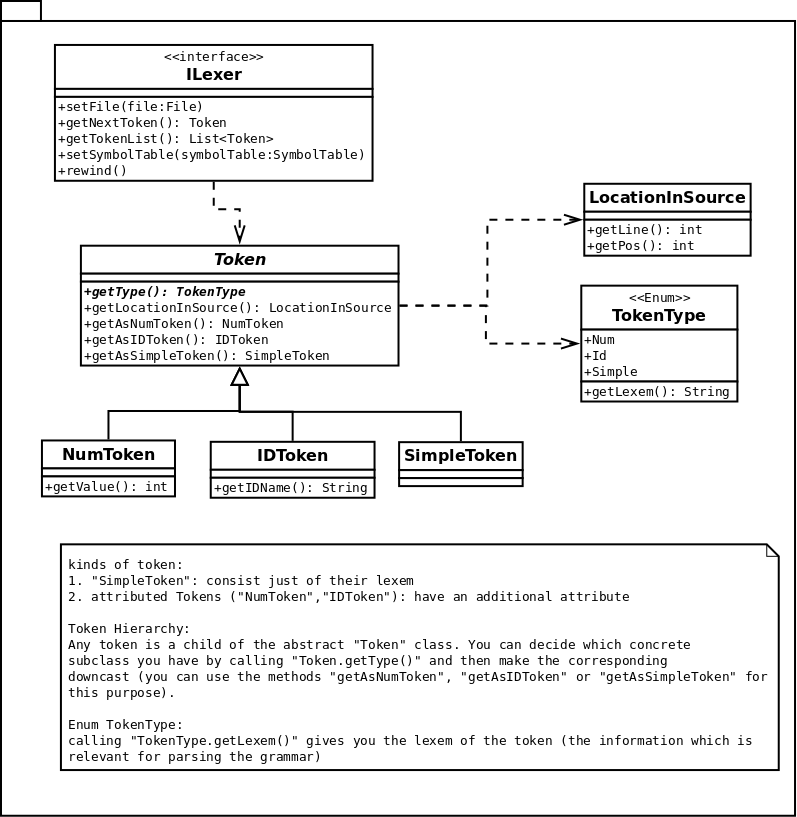 <<interface>>
ILexer
+setFile(file:File)
+getNextToken(): Token
+getTokenList(): List<Token>
+setSymbolTable(symbolTable:SymbolTable)
+rewind()
LocationInSource
+getLine(): int
+getPos(): int
Token
+getType(): TokenType
+getLocationInSource(): LocationInSource
+getAsNumToken(): NumToken
+getAsIDToken(): IDToken
+getAsSimpleToken(): SimpleToken
<<Enum>>
TokenType
+Num
+Id
+Simple
+getLexem(): String
NumToken
+getValue(): int
IDToken
+getIDName(): String
SimpleToken
kinds of token:
1. "SimpleToken": consist just of their lexem
2. attributed Tokens ("NumToken","IDToken"): have an additional attribute
Token Hierarchy:
Any token is a child of the abstract "Token" class. You can decide which concrete
subclass you have by calling "Token.getType()" and then make the corresponding
downcast (you can use the methods "getAsNumToken", "getAsIDToken" or "getAsSimpleToken" for
this purpose).
Enum TokenType:
calling "TokenType.getLexem()" gives you the lexem of the token (the information which is
relevant for parsing the grammar)